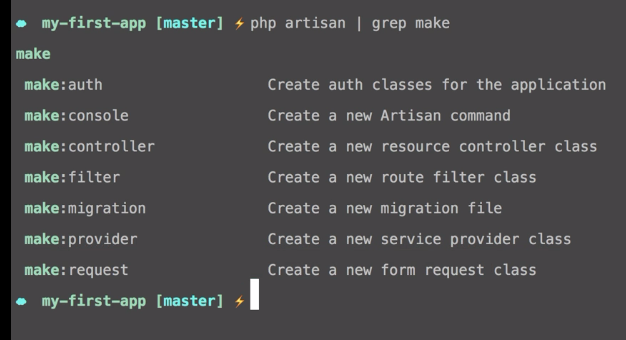 my-first-app [master] ⚡ php artisan | grep make
make
make:auth Create auth classes for the application
make:console Create a new Artisan command
make:controller Create a new resource controller class
make:filter Create a new route filter class
make:migration Create a new migration file
make:provider Create a new service provider class
make:request Create a new form request class
my-first-app [master] ⚡